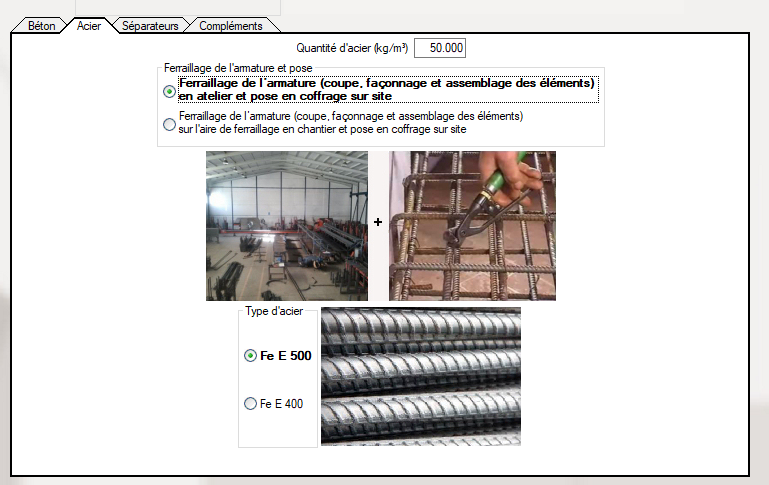 Béton Acier Séparateurs Compléments
Quantité d'acier (kg/m³) 50.000
Ferraillage de l'armature et pose
Ferraillage de l'armature (coupe, façonnage et assemblage des éléments)
en atelier et pose en coffrage sur site
Ferraillage de l'armature (coupe, façonnage et assemblage des éléments)
sur l'aire de ferraillage en chantier et pose en coffrage sur site
+
Type d'acier
Fe E 500
Fe E 400